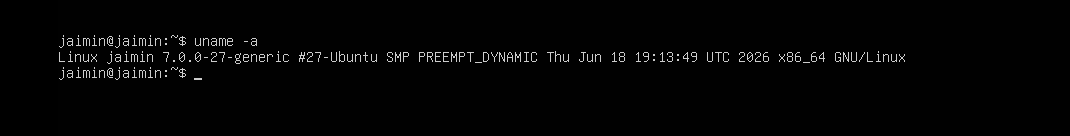 jaimin@jaimin:~$ uname -a
Linux jaimin 7.0.0-27-generic #27-Ubuntu SMP PREEMPT_DYNAMIC Thu Jun 18 19:13:49 UTC 2026 x86_64 GNU/Linux
jaimin@jaimin:~$ _